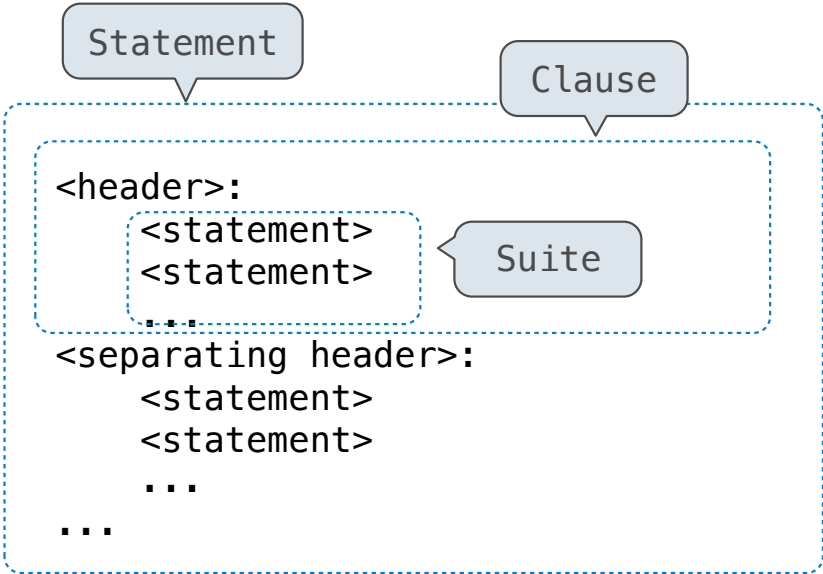 Statement
Clause
<header>:
    <statement>
    <statement>
Suite
    ...
<separating header>:
    <statement>
    <statement>
    ...
...